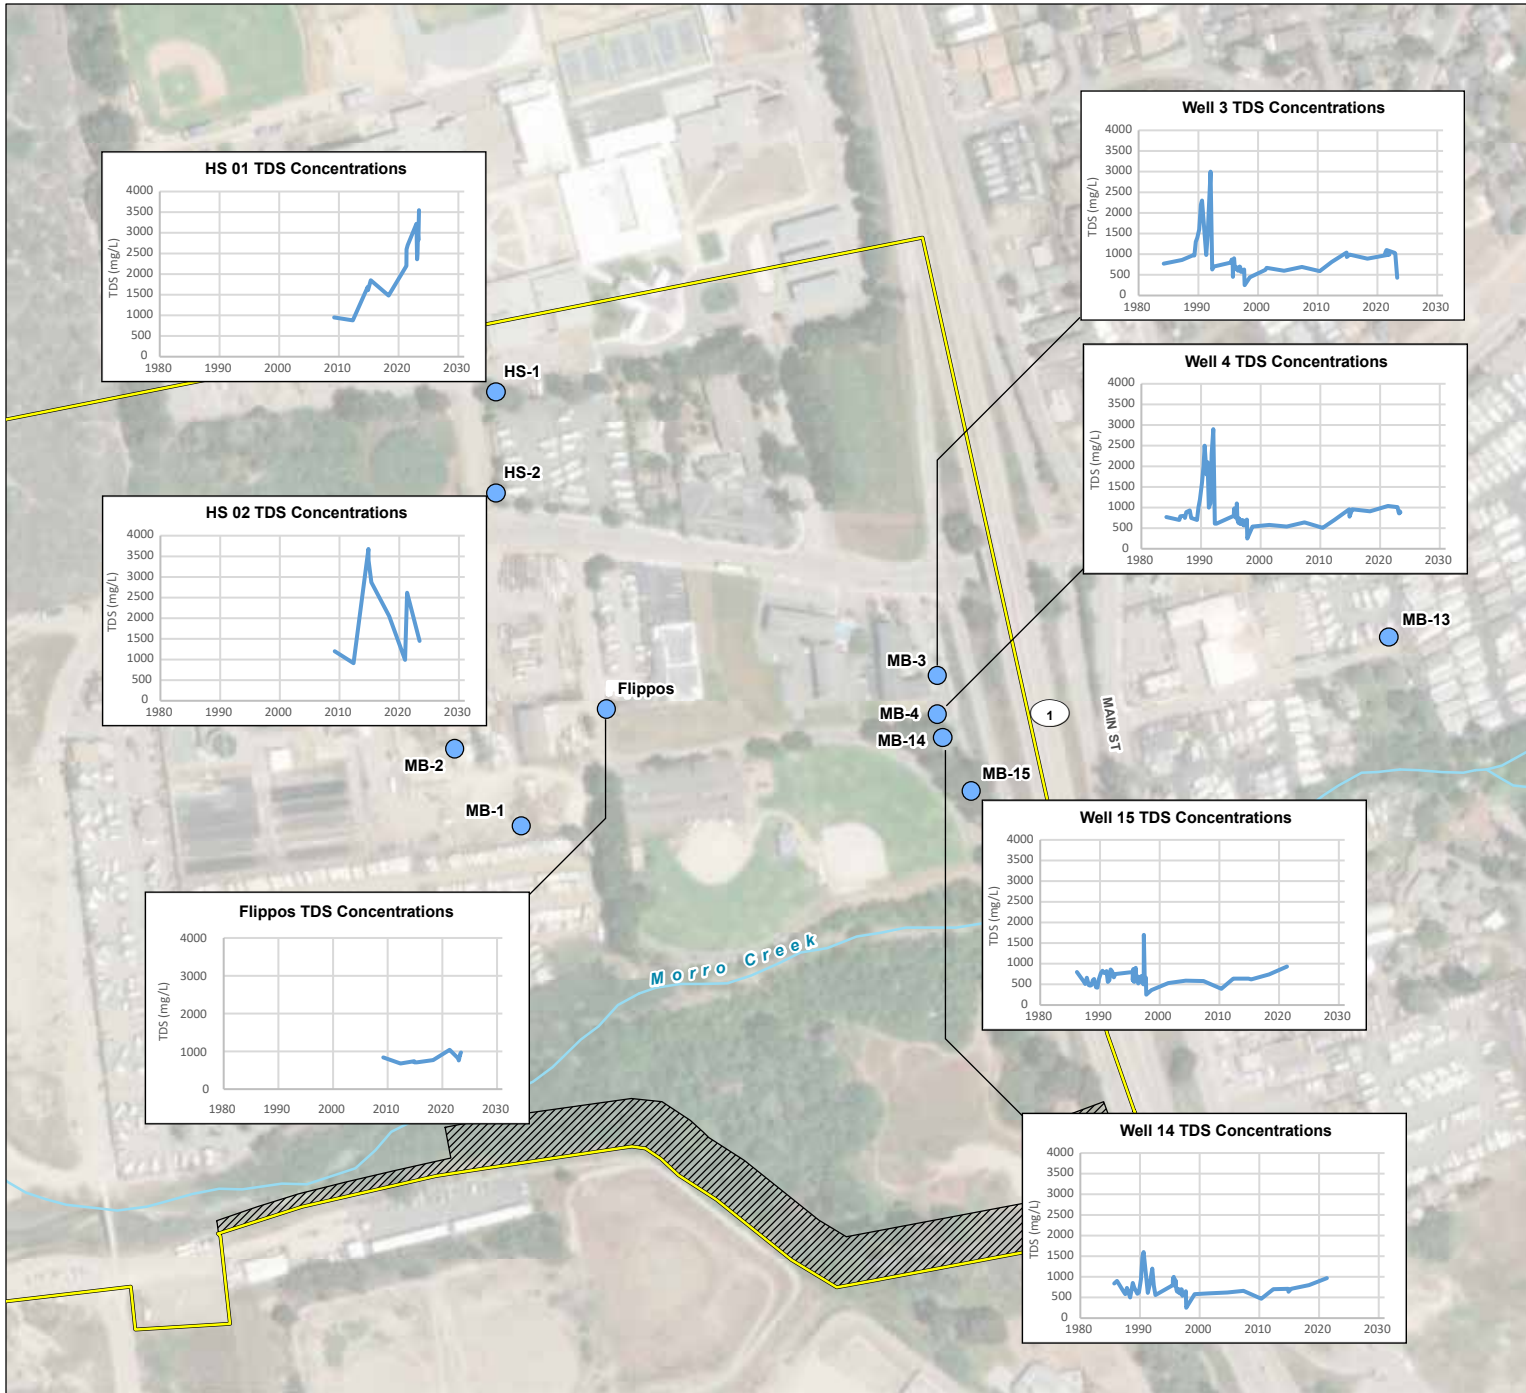 Well 3 TDS Concentrations
TDS (mg/L)
4000
3500
3000
2500
2000
1500
1000
500
0
1980 1990 2000 2010 2020 2030
HS 01 TDS Concentrations
TDS (mg/L)
4000
3500
3000
2500
2000
1500
1000
500
0
1980 1990 2000 2010 2020 2030
Well 4 TDS Concentrations
TDS (mg/L)
4000
3500
3000
2500
2000
1500
1000
500
0
1980 1990 2000 2010 2020 2030
HS-1
HS-2
HS 02 TDS Concentrations
TDS (mg/L)
4000
3500
3000
2500
2000
1500
1000
500
0
1980 1990 2000 2010 2020 2030
MB-13
MB-3
Flippos
MB-4
1
MAIN ST
MB-14
MB-2
MB-15
MB-1
Well 15 TDS Concentrations
TDS (mg/L)
4000
3500
3000
2500
2000
1500
1000
500
0
1980 1990 2000 2010 2020 2030
Flippos TDS Concentrations
TDS (mg/L)
4000
3000
2000
1000
0
1980 1990 2000 2010 2020 2030
Morro Creek
Well 14 TDS Concentrations
TDS (mg/L)
4000
3500
3000
2500
2000
1500
1000
500
0
1980 1990 2000 2010 2020 2030